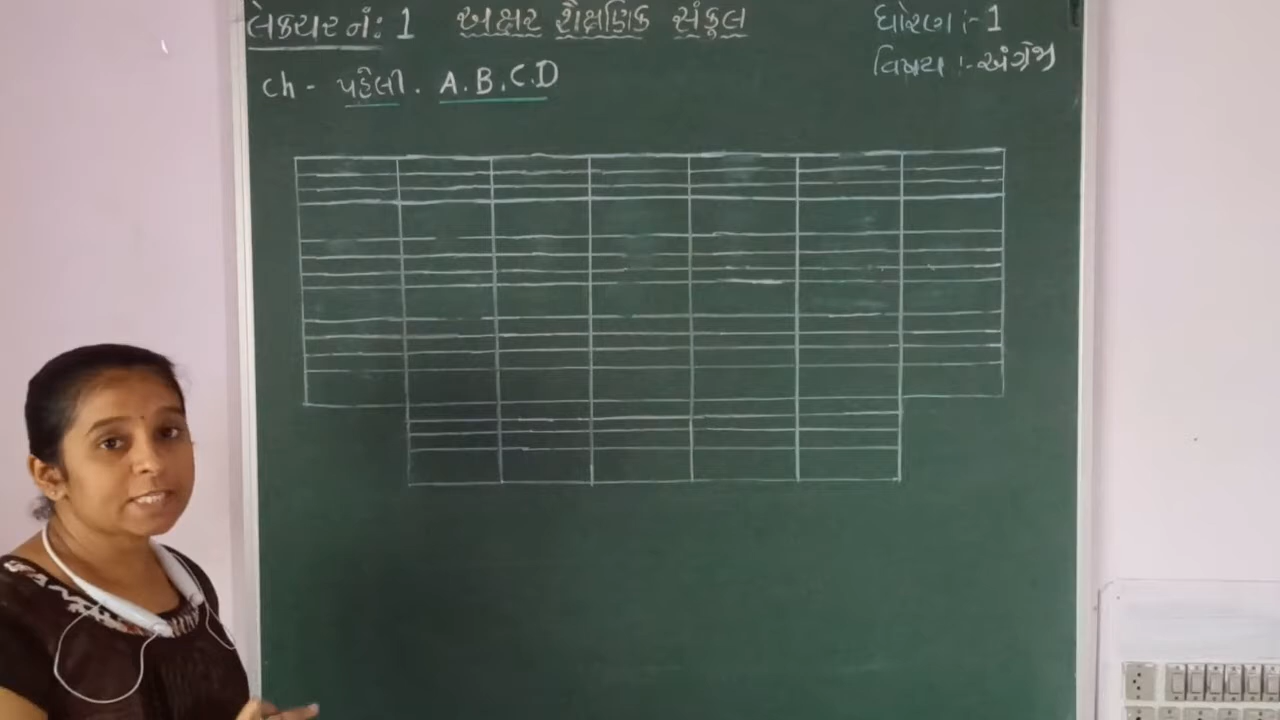 લેક્ચર નં: 1 અક્ષર શૈક્ષણિક સંકુલ ધોરણ :- 1
વિષય :- અંગ્રેજી
ch - પહેલી. A.B.C.D